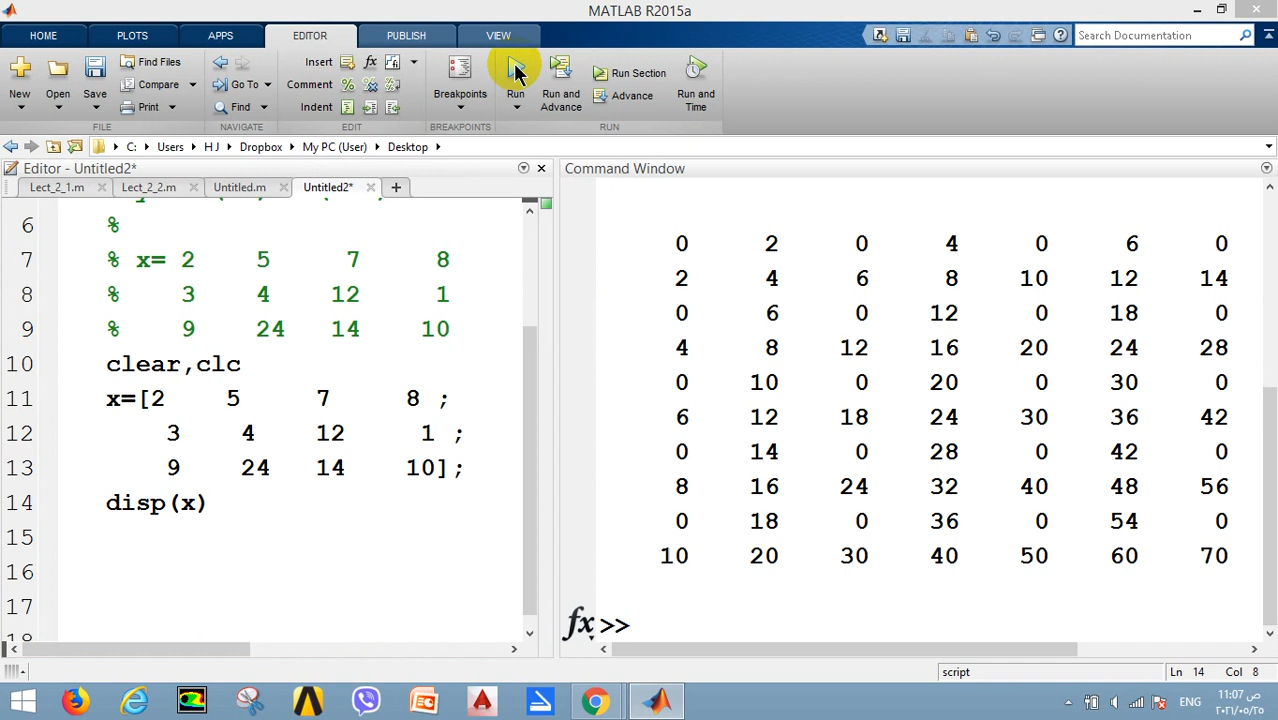 MATLAB R2015a
HOME PLOTS APPS EDITOR PUBLISH VIEW Search Documentation
New Open Save Find Files Compare Print Go To Find Insert fx Comment Indent Breakpoints Run Run and Advance Run Section Advance Run and Time
FILE NAVIGATE EDIT BREAKPOINTS RUN
C: Users H J Dropbox My PC (User) Desktop
Editor - Untitled2*
Lect_2_1.m Lect_2_2.m Untitled.m Untitled2* +
6 %
7 % x= 2 5 7 8
8 % 3 4 12 1
9 % 9 24 14 10
10 clear,clc
11 x=[2 5 7 8 ;
12 3 4 12 1 ;
13 9 24 14 10];
14 disp(x)
15
16
17
18
Command Window
0 2 0 4 0 6 0
2 4 6 8 10 12 14
0 6 0 12 0 18 0
4 8 12 16 20 24 28
0 10 0 20 0 30 0
6 12 18 24 30 36 42
0 14 0 28 0 42 0
8 16 24 32 40 48 56
0 18 0 36 0 54 0
10 20 30 40 50 60 70
fx >>
script Ln 14 Col 8
ENG 11:07 ص
٢٠٢١/٠٥/٢٥